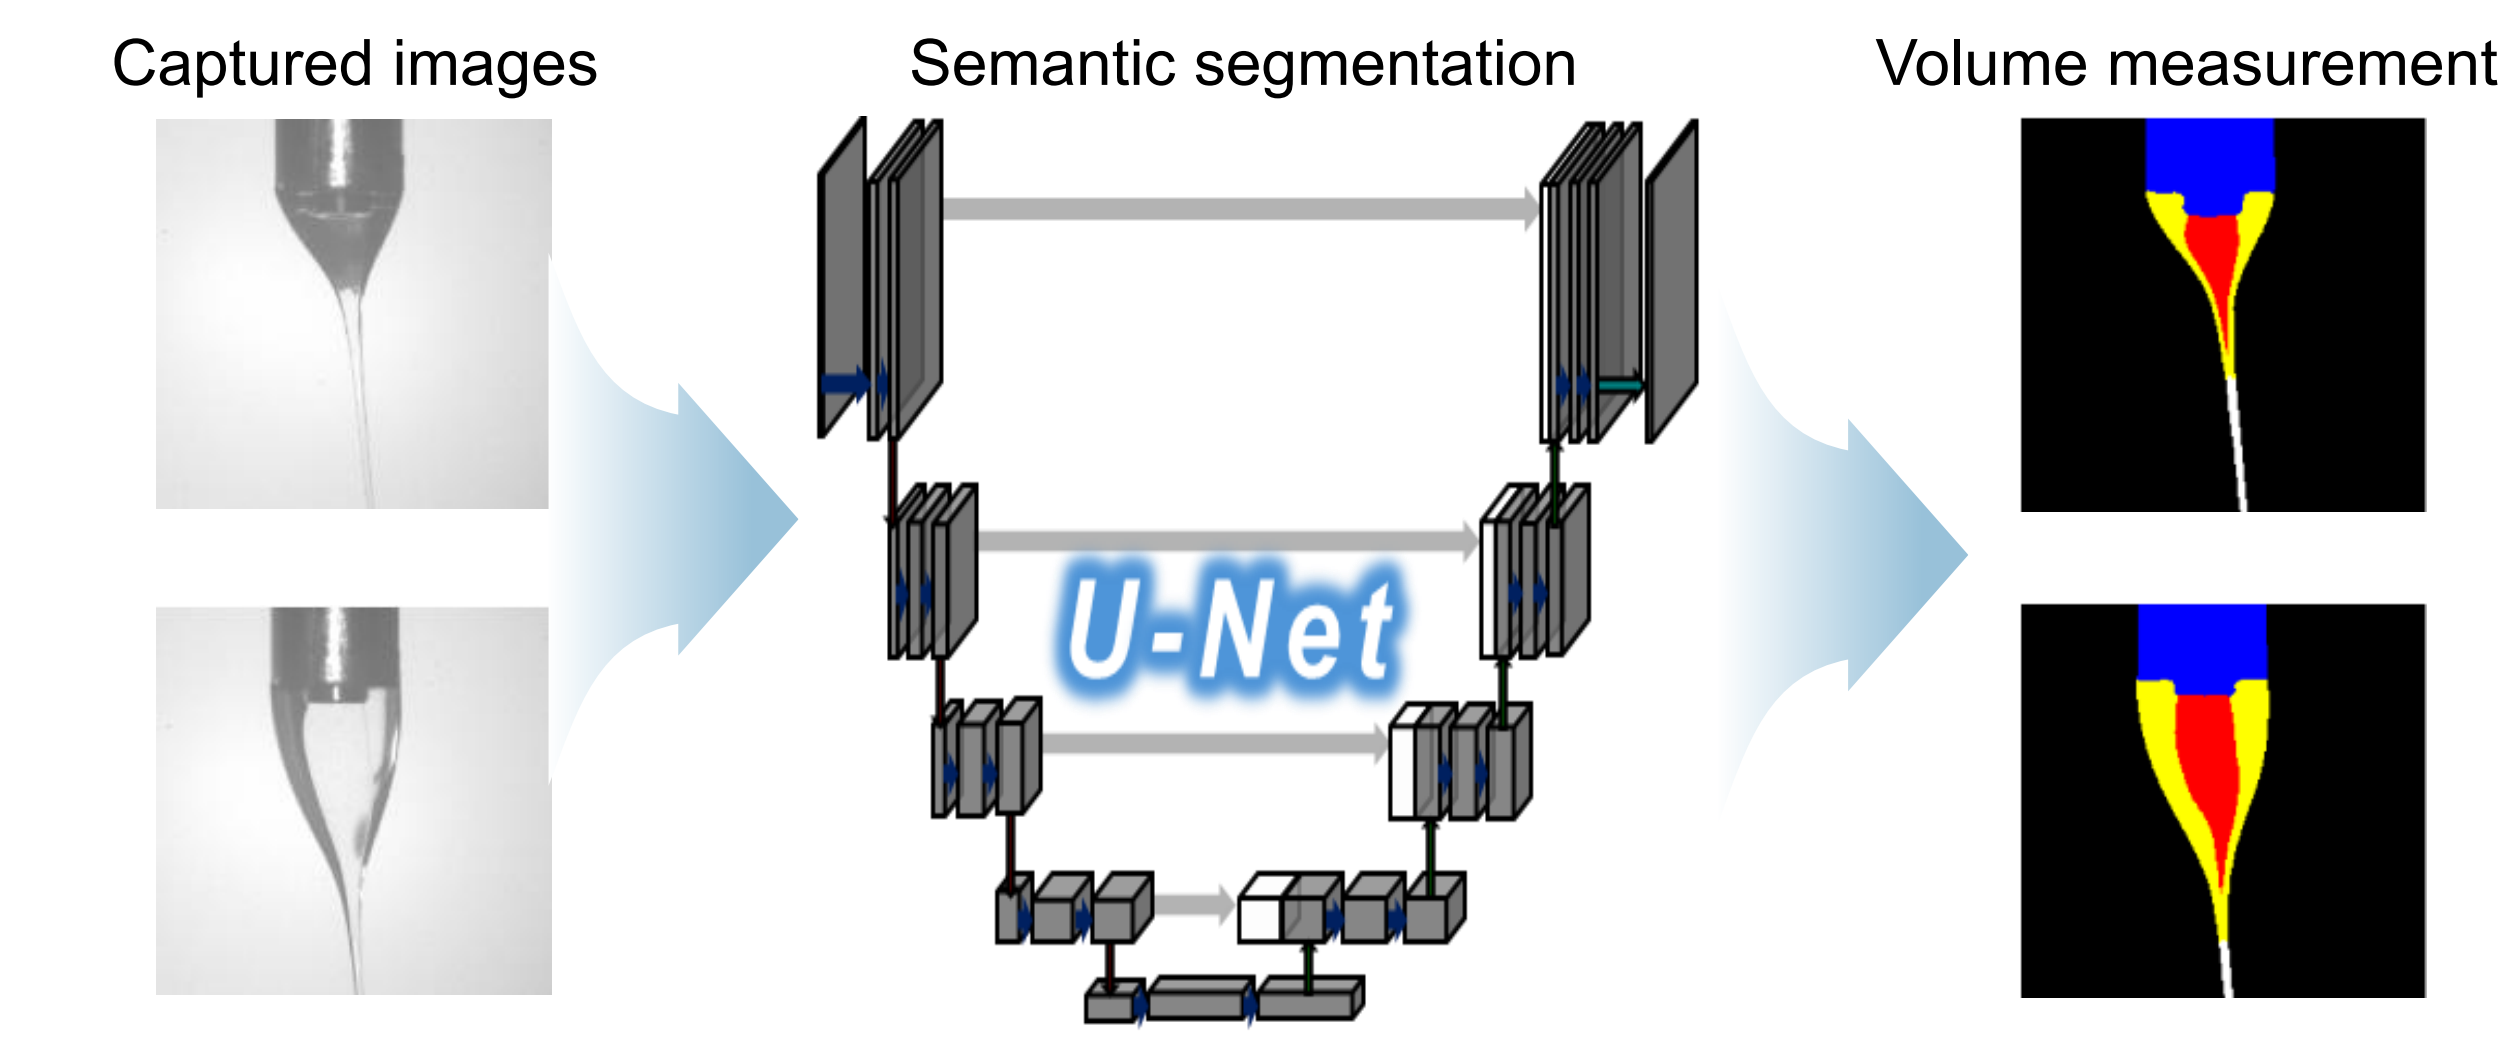 Captured images
Semantic segmentation
Volume measurement
U-Net